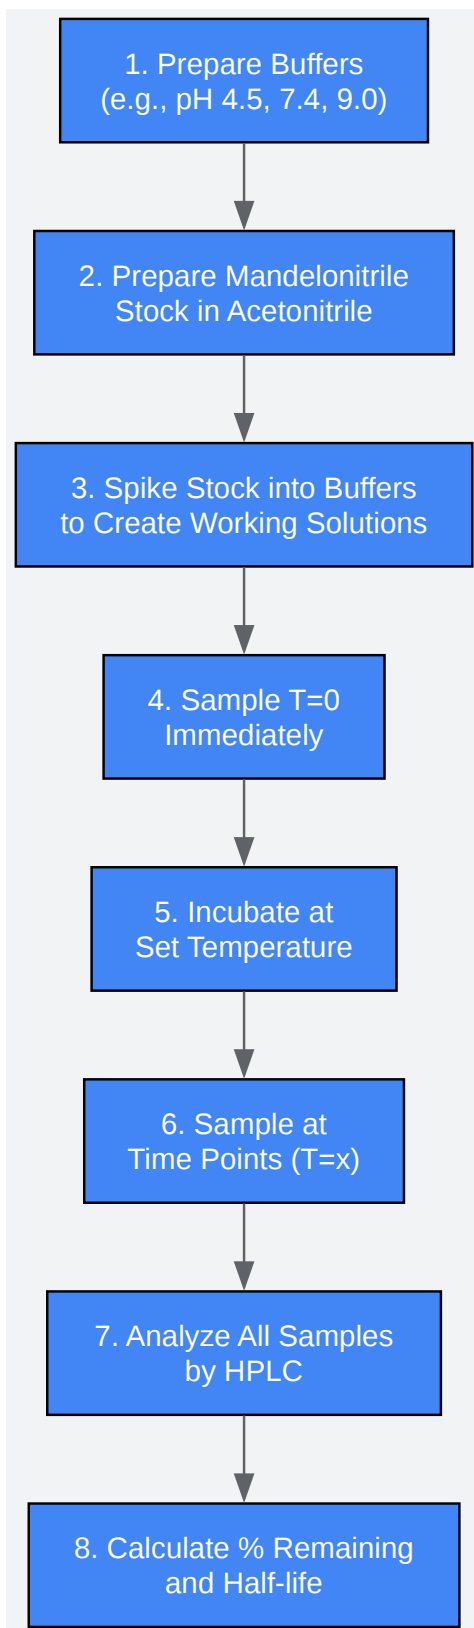 1. Prepare Buffers
(e.g., pH 4.5, 7.4, 9.0)
2. Prepare Mandelonitrile
Stock in Acetonitrile
3. Spike Stock into Buffers
to Create Working Solutions
4. Sample T=0
Immediately
5. Incubate at
Set Temperature
6. Sample at
Time Points (T=x)
7. Analyze All Samples
by HPLC
8. Calculate % Remaining
and Half-life